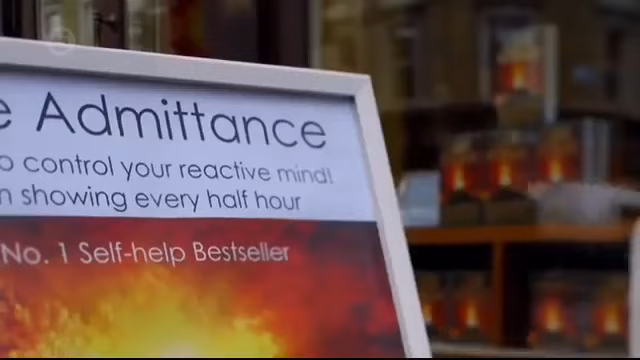 Admittance
control your reactive mind!
showing every half hour
No. 1 Self-help Bestseller